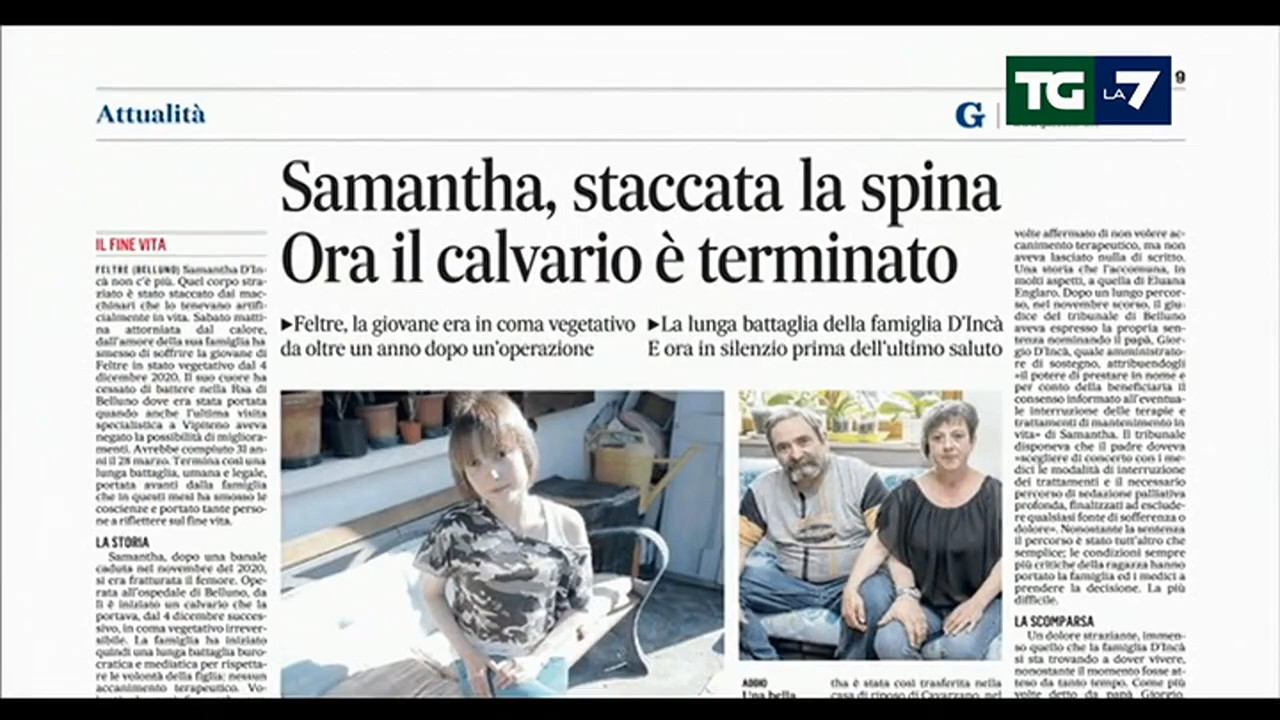 TG LA 7
9
Attualità
G
Samantha, staccata la spina
Ora il calvario è terminato
▶Feltre, la giovane era in coma vegetativo
da oltre un anno dopo un'operazione
▶La lunga battaglia della famiglia D'Incà
E ora in silenzio prima dell'ultimo saluto
IL FINE VITA
FELTRE (BELLUNO) Samantha D'In-
cà non c'è più. Quel corpo stra-
ziato è stato staccato dai mac-
chinari che lo tenevano artifi-
cialmente in vita. Sabato matti-
na attorniata dal calore,
dall'amore della sua famiglia ha
smesso di soffrire la giovane di
Feltre in stato vegetativo dal 4
dicembre 2020. Il suo cuore ha
cessato di battere nella Rsa di
Belluno dove era stata portata
quando anche l'ultima visita
specialistica a Vipiteno aveva
negato la possibilità di migliora-
menti. Avrebbe compiuto 31 an-
ni il 28 marzo. Termina così una
lunga battaglia, umana e legale,
portata avanti dalla famiglia
che in questi mesi ha smosso le
coscienze e portato tante perso-
ne a riflettere sul fine vita.
LA STORIA
Samantha, dopo una banale
caduta nel novembre del 2020,
si era fratturata il femore. Ope-
rata all'ospedale di Belluno, da
lì è iniziato un calvario che la
portava, dal 4 dicembre succes-
sivo, in coma vegetativo irrever-
sibile. La famiglia ha iniziato
quindi una lunga battaglia buro-
cratica e mediatica per rispetta-
re le volontà della figlia: nessun
accanimento terapeutico. Vo-
ADDIO
Una bella
tha è stata così trasferita nella
casa di riposo di Cavarzano, nel
volte affermato di non volere ac-
canimento terapeutico, ma non
aveva lasciato nulla di scritto.
Una storia che l'accomuna, in
molti aspetti, a quella di Eluana
Englaro. Dopo un lungo percor-
so, nel novembre scorso, il giu-
dice del tribunale di Belluno
aveva espresso la propria sen-
tenza nominando il papà, Gior-
gio D'Incà, quale amministrato-
re di sostegno, attribuendogli
«il potere di prestare in nome e
per conto della beneficiaria il
consenso informato all'eventua-
le interruzione delle terapie e
trattamenti di mantenimento in
vita» di Samantha. Il tribunale
disponeva che il padre doveva
«scegliere di concerto con i me-
dici le modalità di interruzione
dei trattamenti e il necessario
percorso di sedazione palliativa
profonda, finalizzati ad esclude-
re qualsiasi fonte di sofferenza o
dolore». Nonostante la sentenza
il percorso è stato tutt'altro che
semplice; le condizioni sempre
più critiche della ragazza hanno
portato la famiglia ed i medici a
prendere la decisione. La più
difficile.
LA SCOMPARSA
Un dolore straziante, immen-
so quello che la famiglia D'Incà
si sta trovando a dover vivere,
nonostante il momento fosse at-
teso da tanto tempo. Come più
volte detto da papà Giorgio,